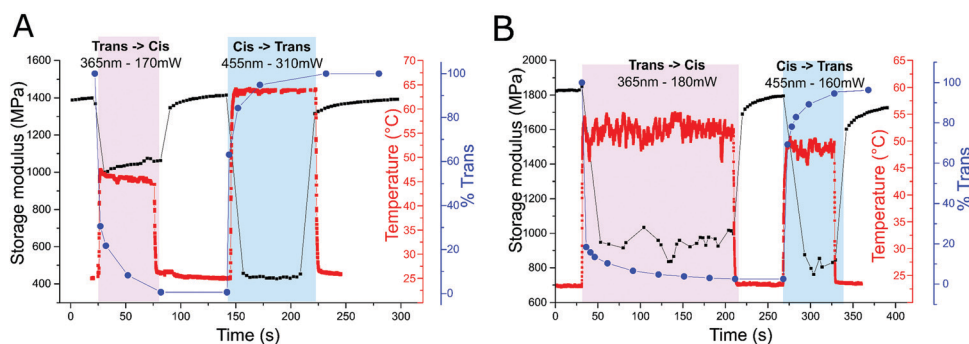 A
Trans -> Cis
365nm - 170mW
Cis -> Trans
455nm - 310mW
Storage modulus (MPa)
1600
1400
1200
1000
800
600
400
0 50 100 150 200 250 300
Time (s)
Temperature (°C)
70
65
60
55
50
45
40
35
30
25
20
% Trans
100
80
60
40
20
0
B
Trans -> Cis
365nm - 180mW
Cis -> Trans
455nm - 160mW
Storage modulus (MPa)
2000
1800
1600
1400
1200
1000
800
600
0 50 100 150 200 250 300 350 400
Time (s)
Temperature (°C)
65
60
55
50
45
40
35
30
25
20
% Trans
100
80
60
40
20
0